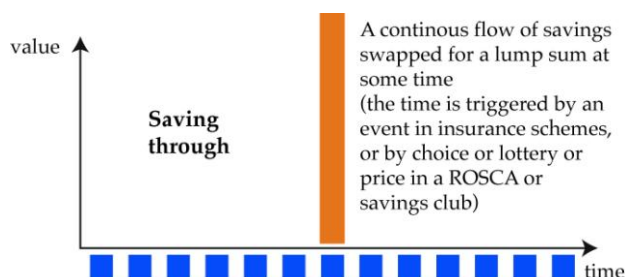 value
Saving
through
A continous flow of savings
swapped for a lump sum at
some time
(the time is triggered by an
event in insurance schemes,
or by choice or lottery or
price in a ROSCA or
savings club)
time